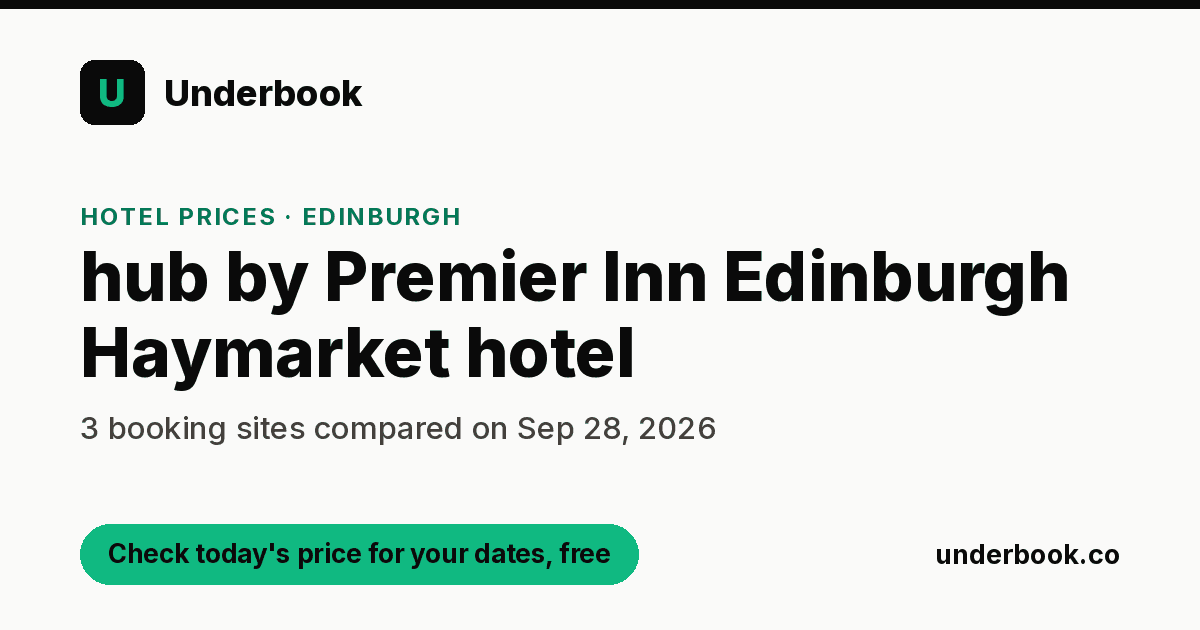 U
Underbook
HOTEL PRICES · EDINBURGH
hub by Premier Inn Edinburgh
Haymarket hotel
3 booking sites compared on Sep 28, 2026
Check today's price for your dates, free
underbook.co